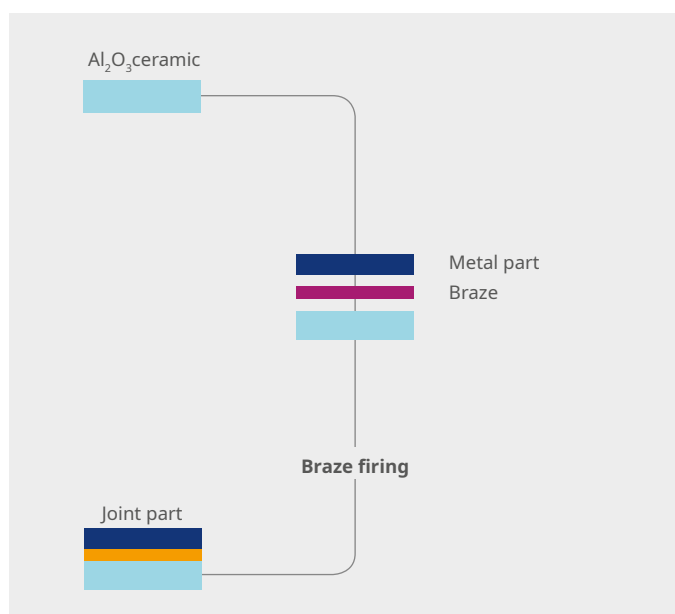 Al₂O₃ceramic
Metal part
Braze
Braze firing
Joint part